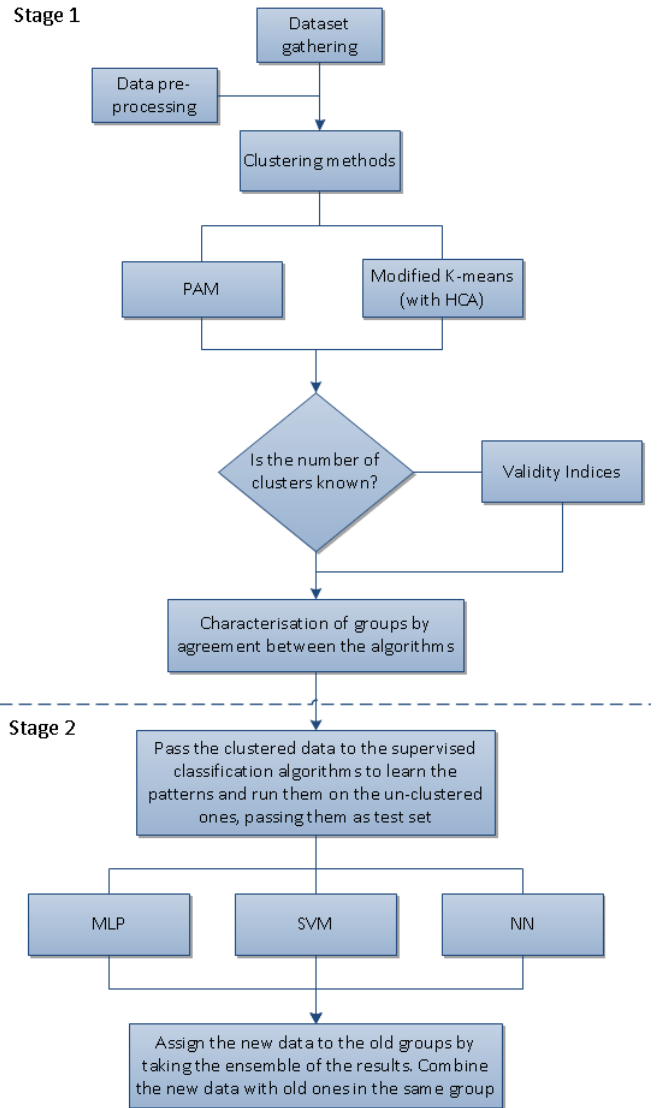 Stage 1
Dataset
gathering
Data pre-
processing
Clustering methods
PAM
Modified K-means
(with HCA)
Is the number of
clusters known?
Validity Indices
Characterisation of groups by
agreement between the algorithms
Stage 2
Pass the clustered data to the supervised
classification algorithms to learn the
patterns and run them on the un-clustered
ones, passing them as test set
MLP
SVM
NN
Assign the new data to the old groups by
taking the ensemble of the results. Combine
the new data with old ones in the same group